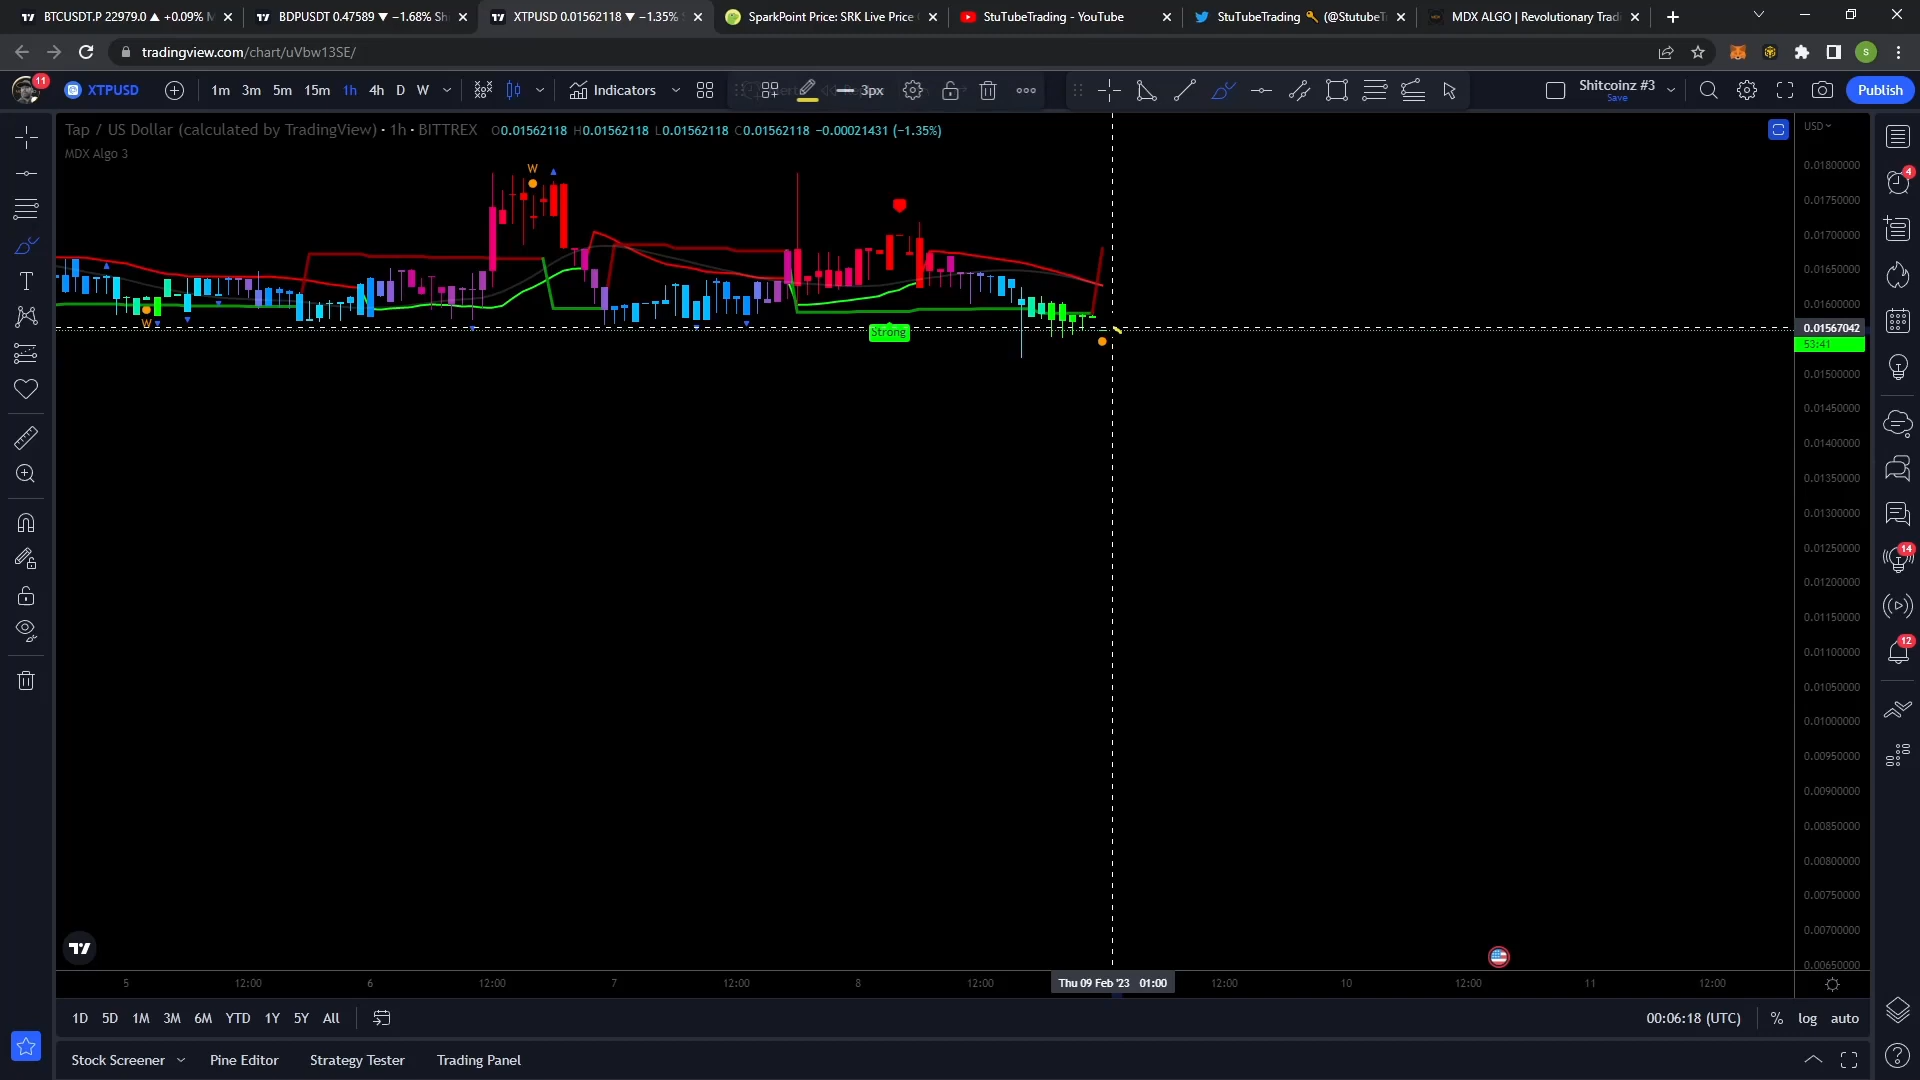 BTCUSDT.P 22979.0 ▲ +0.09%
BDPUSDT 0.47589 ▼ −1.68% Sh
XTPUSD 0.01562118 ▼ −1.35%
SparkPoint Price: SRK Live Price
StuTubeTrading - YouTube
StuTubeTrading 🔑 (@StutubeT
MDX ALGO | Revolutionary Tradi
tradingview.com/chart/uVbw13SE/
S
11
XTPUSD
1m 3m 5m 15m 1h 4h D W
Indicators
3px
Shitcoinz #3
Save
Publish
Tap / US Dollar (calculated by TradingView) · 1h · BITTREX O0.01562118 H0.01562118 L0.01562118 C0.01562118 −0.00021431 (−1.35%)
MDX Algo 3
USD
W
W
Strong
0.01800000
0.01750000
0.01700000
0.01650000
0.01600000
0.01567042
53:41
0.01500000
0.01450000
0.01400000
0.01350000
0.01300000
0.01250000
0.01200000
0.01150000
0.01100000
0.01050000
0.01000000
0.00950000
0.00900000
0.00850000
0.00800000
0.00750000
0.00700000
0.00650000
4
14
12
5 12:00 6 12:00 7 12:00 8 12:00 Thu 09 Feb '23 01:00 12:00 10 12:00 11 12:00
1D 5D 1M 3M 6M YTD 1Y 5Y All
00:06:18 (UTC) % log auto
Stock Screener Pine Editor Strategy Tester Trading Panel